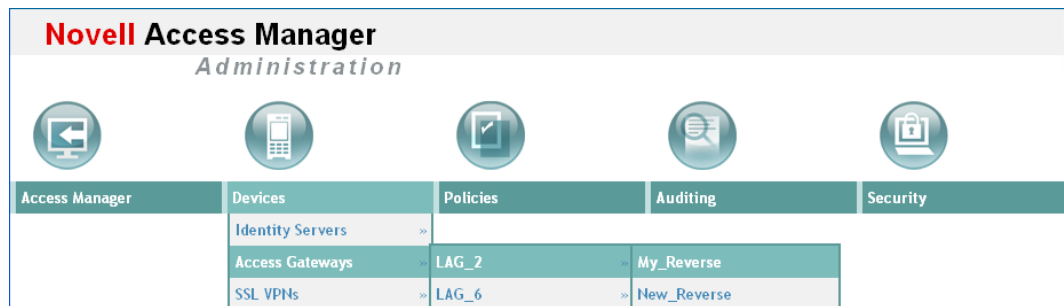 Novell Access Manager
Administration
Access Manager Devices Policies Auditing Security
Identity Servers »
Access Gateways » LAG_2 » My_Reverse
SSL VPNs » LAG_6 » New_Reverse